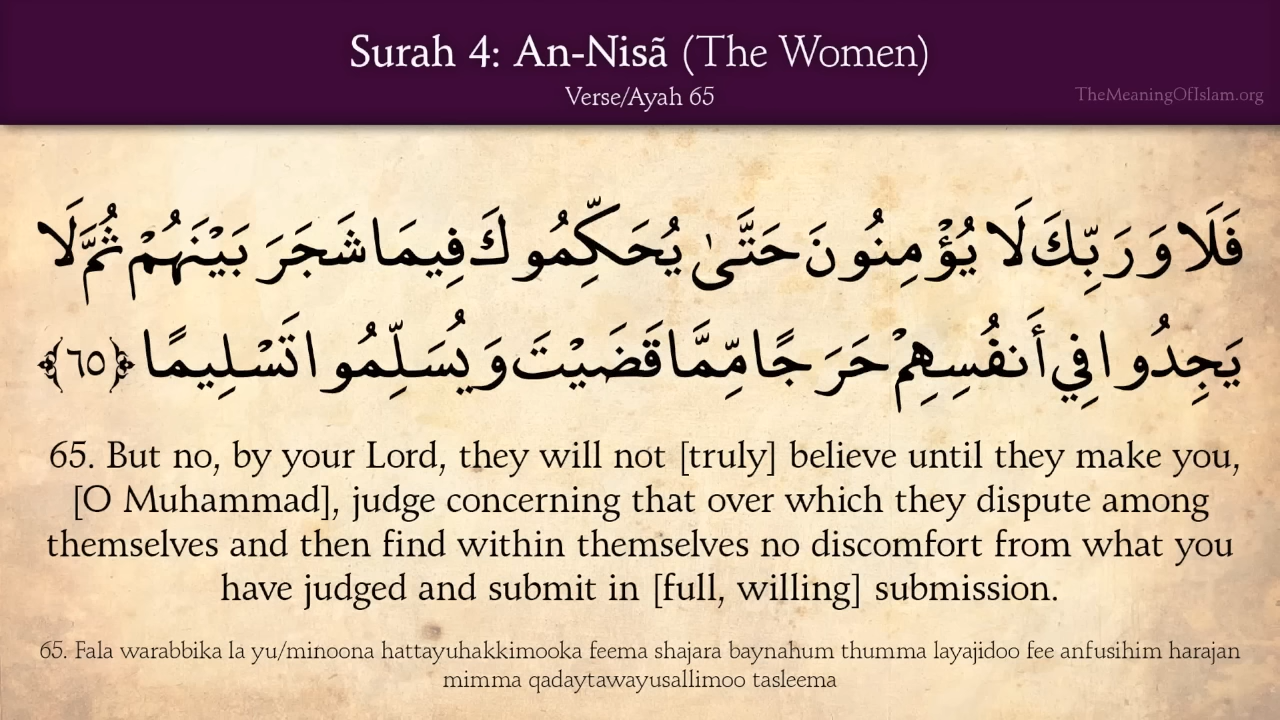 Surah 4: An-Nisã (The Women)
Verse/Ayah 65
TheMeaningOfIslam.org
فَلَا وَرَبِّكَ لَا يُؤْمِنُونَ حَتَّىٰ يُحَكِّمُوكَ فِيمَا شَجَرَ بَيْنَهُمْ ثُمَّ لَا
يَجِدُوا فِي أَنفُسِهِمْ حَرَجًا مِّمَّا قَضَيْتَ وَيُسَلِّمُوا تَسْلِيمًا ﴿٦٥﴾
65. But no, by your Lord, they will not [truly] believe until they make you,
[O Muhammad], judge concerning that over which they dispute among
themselves and then find within themselves no discomfort from what you
have judged and submit in [full, willing] submission.
65. Fala warabbika la yu/minoona hattayuhakkimooka feema shajara baynahum thumma layajidoo fee anfusihim harajan
mimma qadaytawayusallimoo tasleema